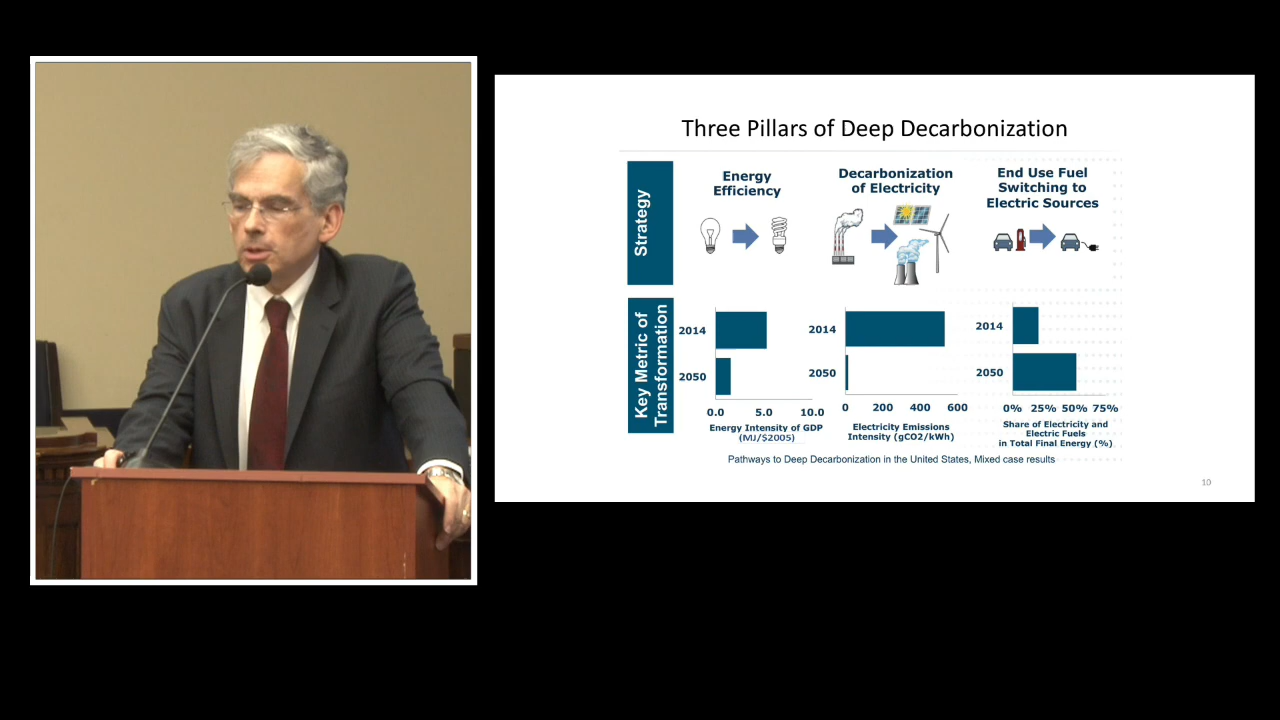 Three Pillars of Deep Decarbonization
Strategy
Energy
Efficiency
Decarbonization
of Electricity
End Use Fuel
Switching to
Electric Sources
Key Metric of
Transformation
2014
2050
0.0 5.0 10.0
Energy Intensity of GDP
(MJ/$2005)
2014
2050
0 200 400 600
Electricity Emissions
Intensity (gCO2/kWh)
2014
2050
0% 25% 50% 75%
Share of Electricity and
Electric Fuels
in Total Final Energy (%)
Pathways to Deep Decarbonization in the United States, Mixed case results
10